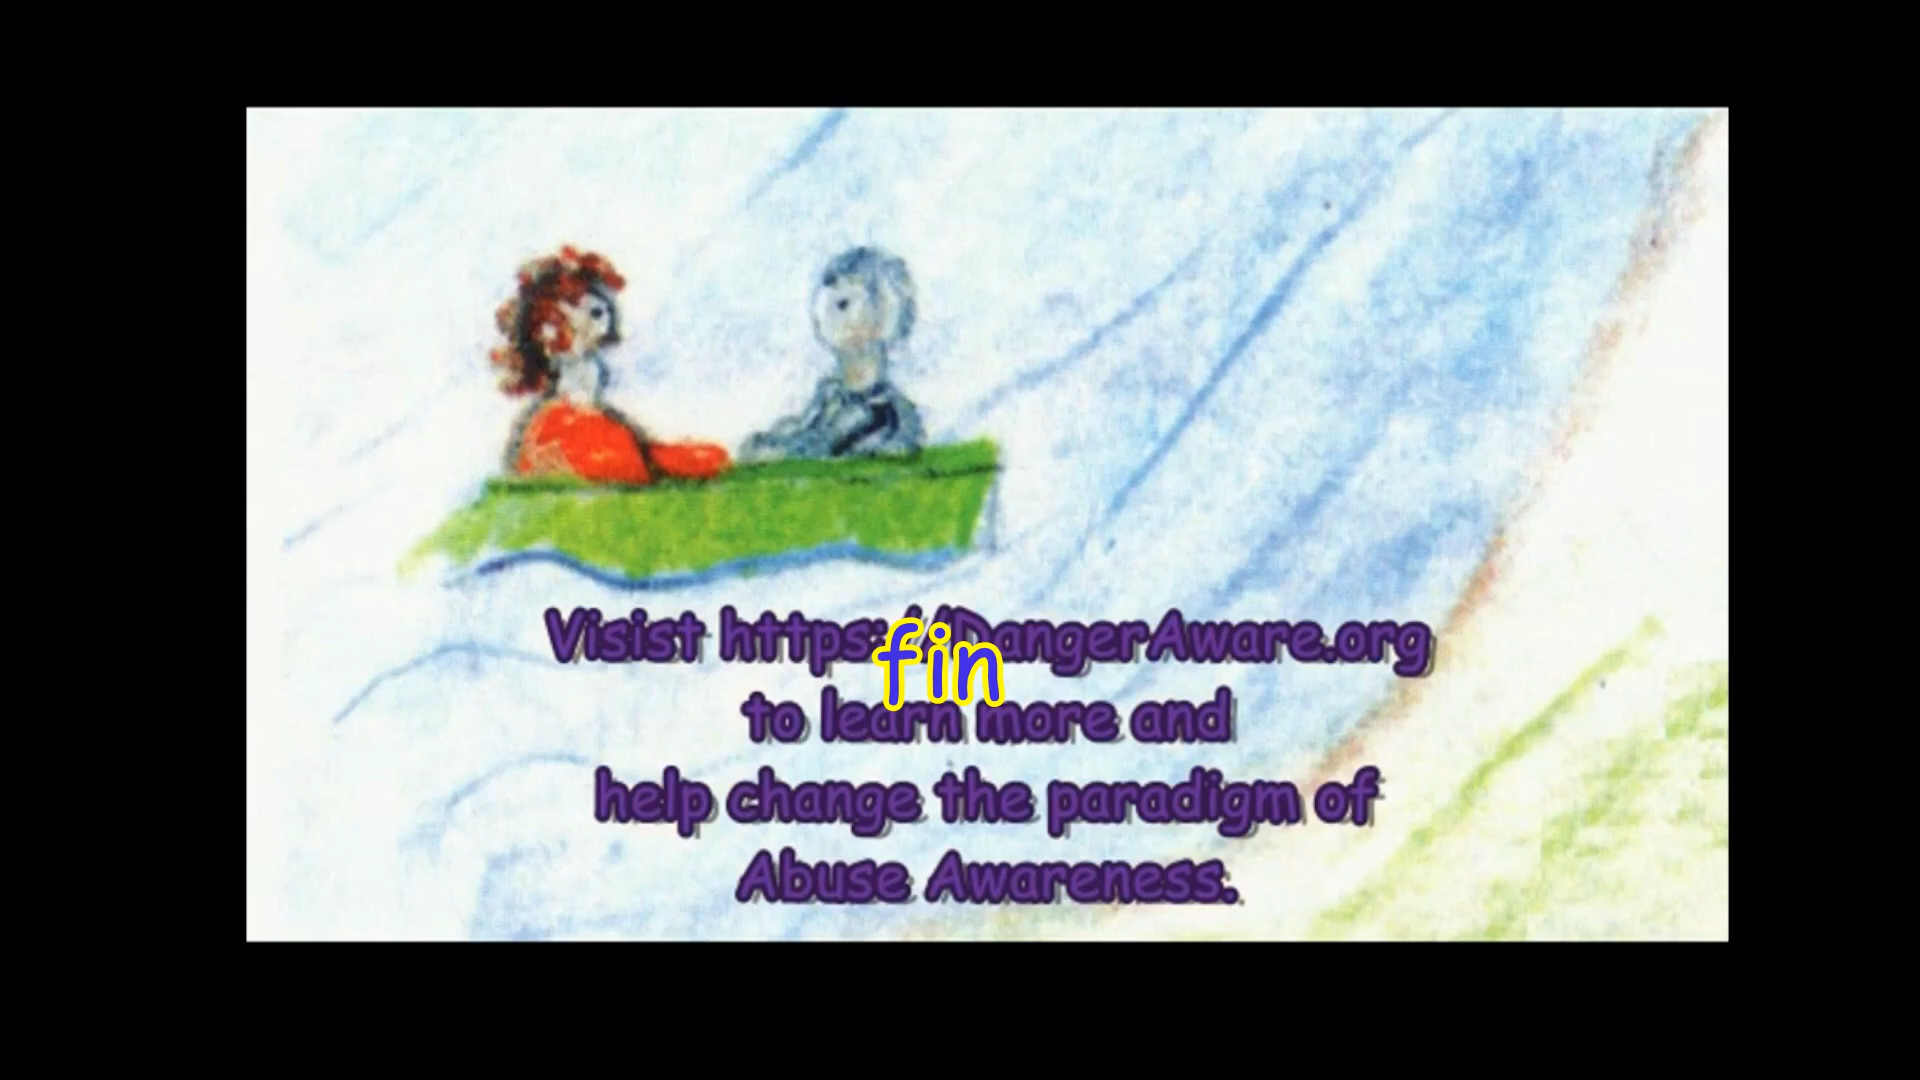 Visist https://DangerAware.org
fin
to learn more and
help change the paradigm of
Abuse Awareness.